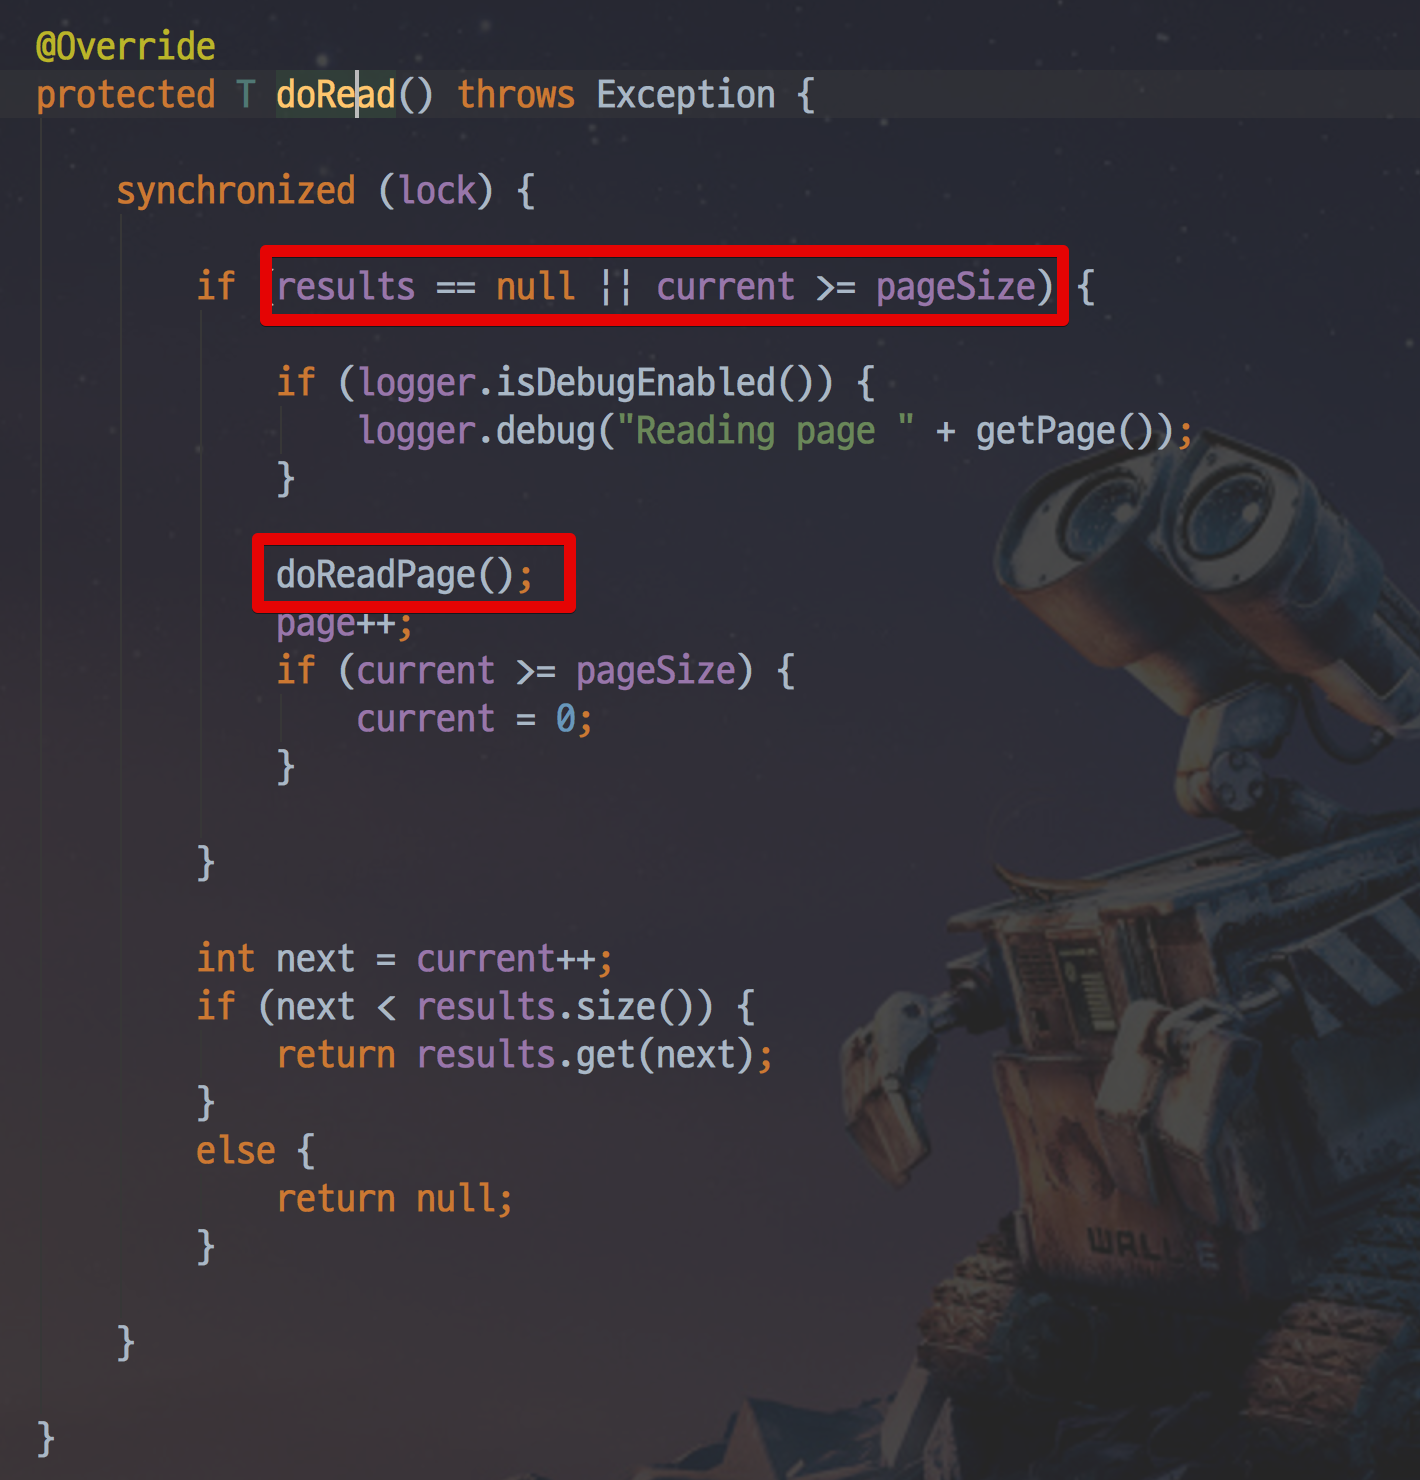 @Override
protected T doRead() throws Exception {
synchronized (lock) {
if (results == null || current >= pageSize) {
if (logger.isDebugEnabled()) {
logger.debug("Reading page " + getPage());
}
doReadPage();
page++;
if (current >= pageSize) {
current = 0;
}
}
int next = current++;
if (next < results.size()) {
return results.get(next);
}
else {
return null;
}
}
}
WALL E